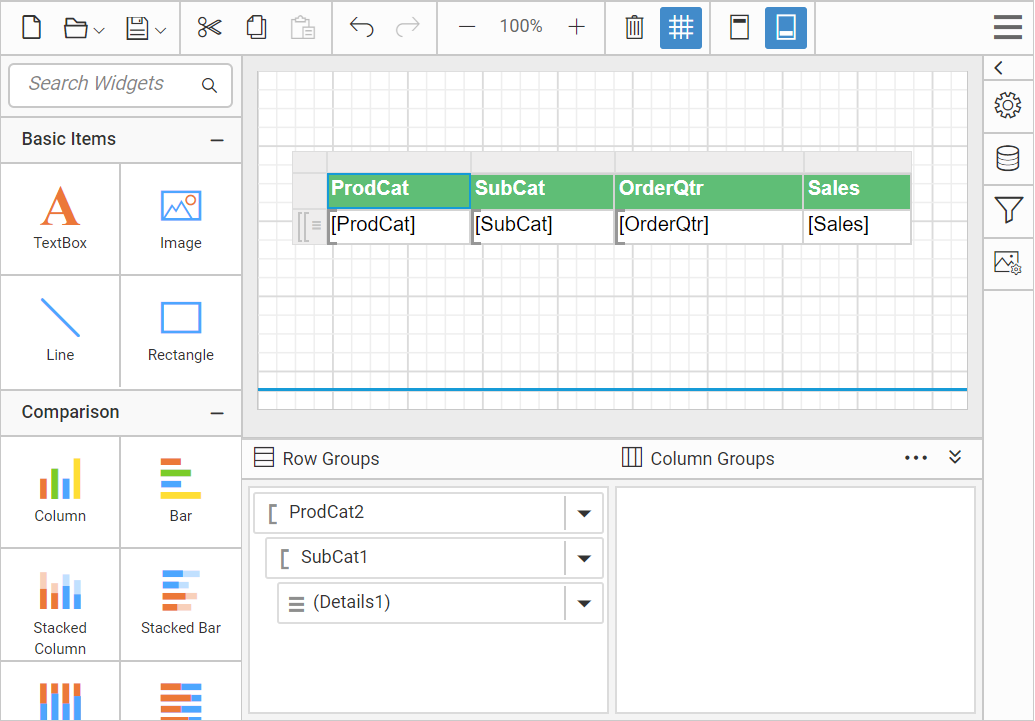 100%
Search Widgets
Basic Items
TextBox
Image
Line
Rectangle
Comparison
Column
Bar
Stacked Column
Stacked Bar
ProdCat SubCat OrderQtr Sales
[ProdCat] [SubCat] [OrderQtr] [Sales]
Row Groups
Column Groups
ProdCat2
SubCat1
(Details1)